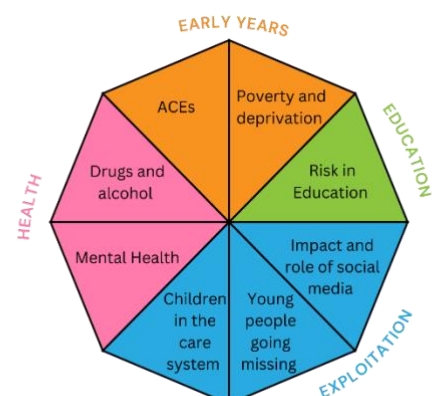 EARLY YEARS
ACEs
Poverty and
deprivation
EDUCATION
Drugs and
alcohol
Risk in
Education
HEALTH
Mental Health
Impact and
role of social
media
Children
in the
care
system
Young
people
going
missing
EXPLOITATION